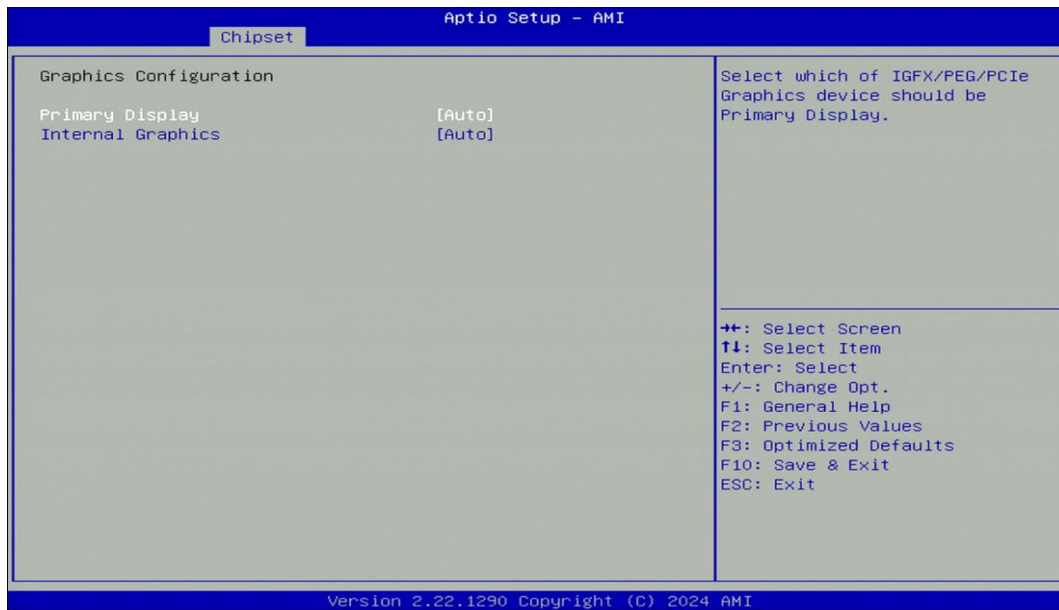 Aptio Setup – AMI
Chipset
Graphics Configuration
Primary Display [Auto]
Internal Graphics [Auto]
Select which of IGFX/PEG/PCIe
Graphics device should be
Primary Display.
→←: Select Screen
↑↓: Select Item
Enter: Select
+/-: Change Opt.
F1: General Help
F2: Previous Values
F3: Optimized Defaults
F10: Save & Exit
ESC: Exit
Version 2.22.1290 Copyright (C) 2024 AMI